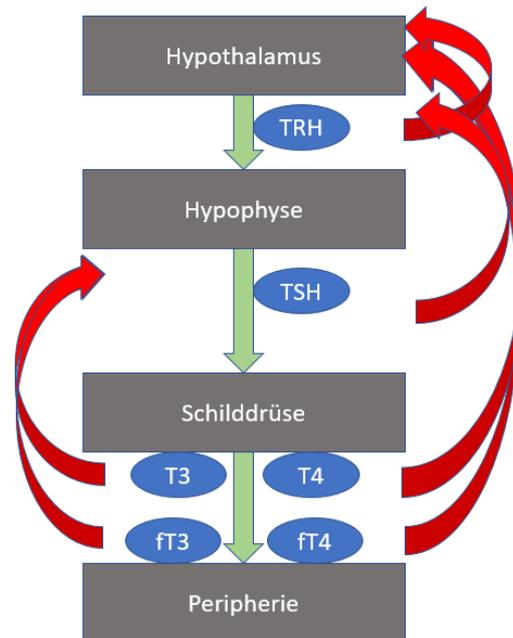 Hypothalamus
TRH
Hypophyse
TSH
Schilddrüse
T3 T4
fT3 fT4
Peripherie